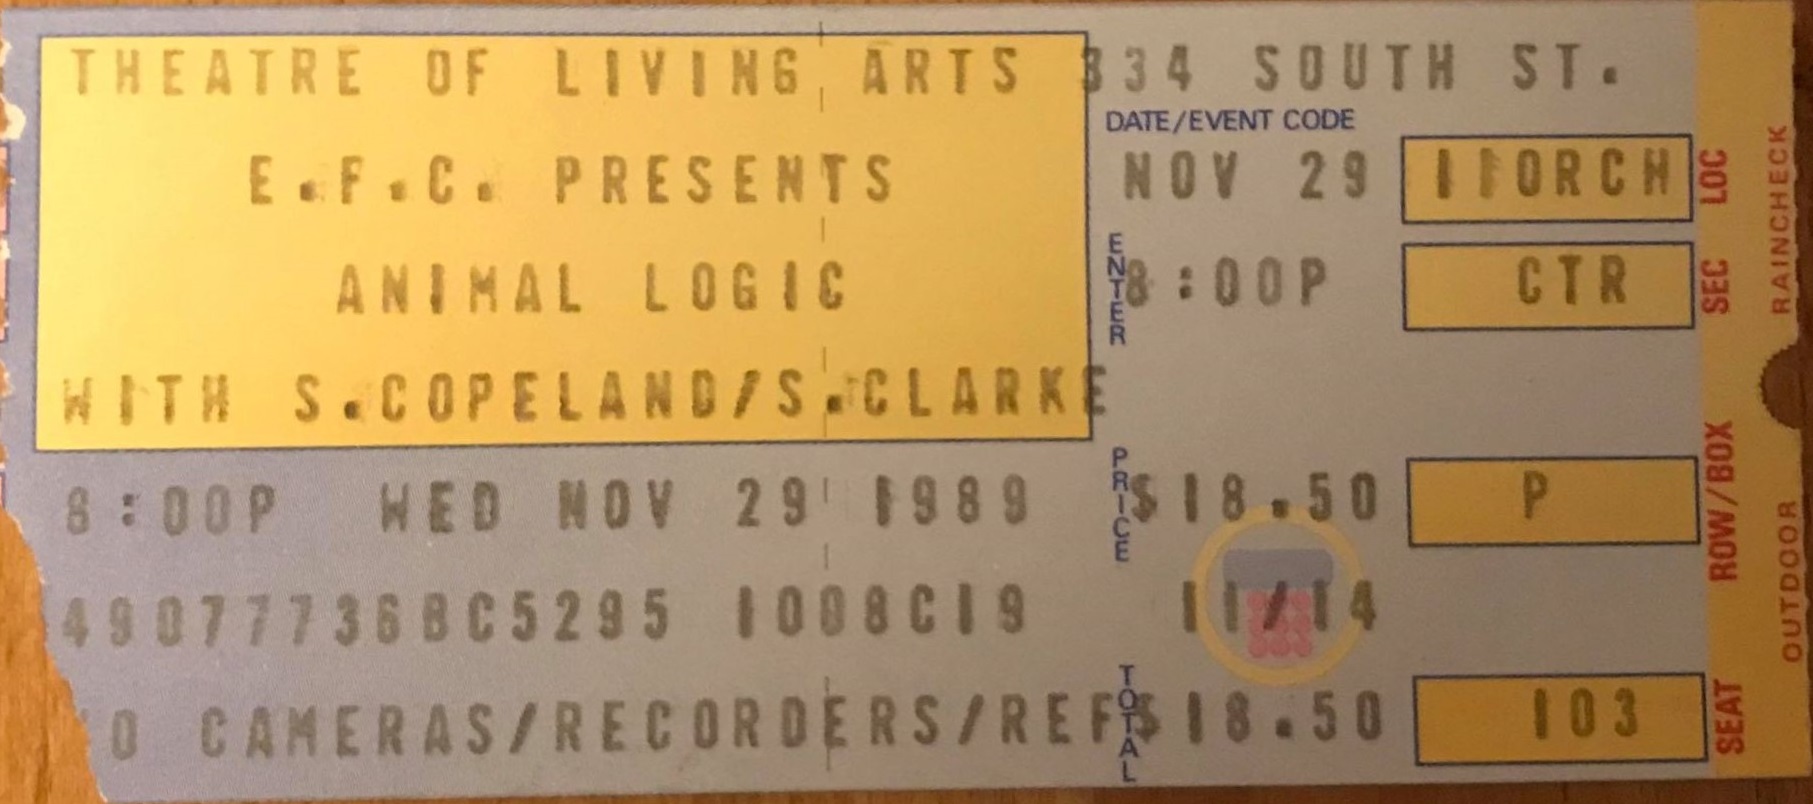 THEATRE OF LIVING ARTS 334 SOUTH ST.
DATE/EVENT CODE
E.F.C. PRESENTS NOV 29 ORCH LOC
ANIMAL LOGIC ENTER 8:00P CTR SEC
WITH S.COPELAND/S.CLARKE
8:00P WED NOV 29 1989 PRICE $18.50 P ROW/BOX
490777368C5295 1008C19 11/14
CAMERAS/RECORDERS/REF TOTAL $18.50 103 SEAT
RAINCHECK
OUTDOOR